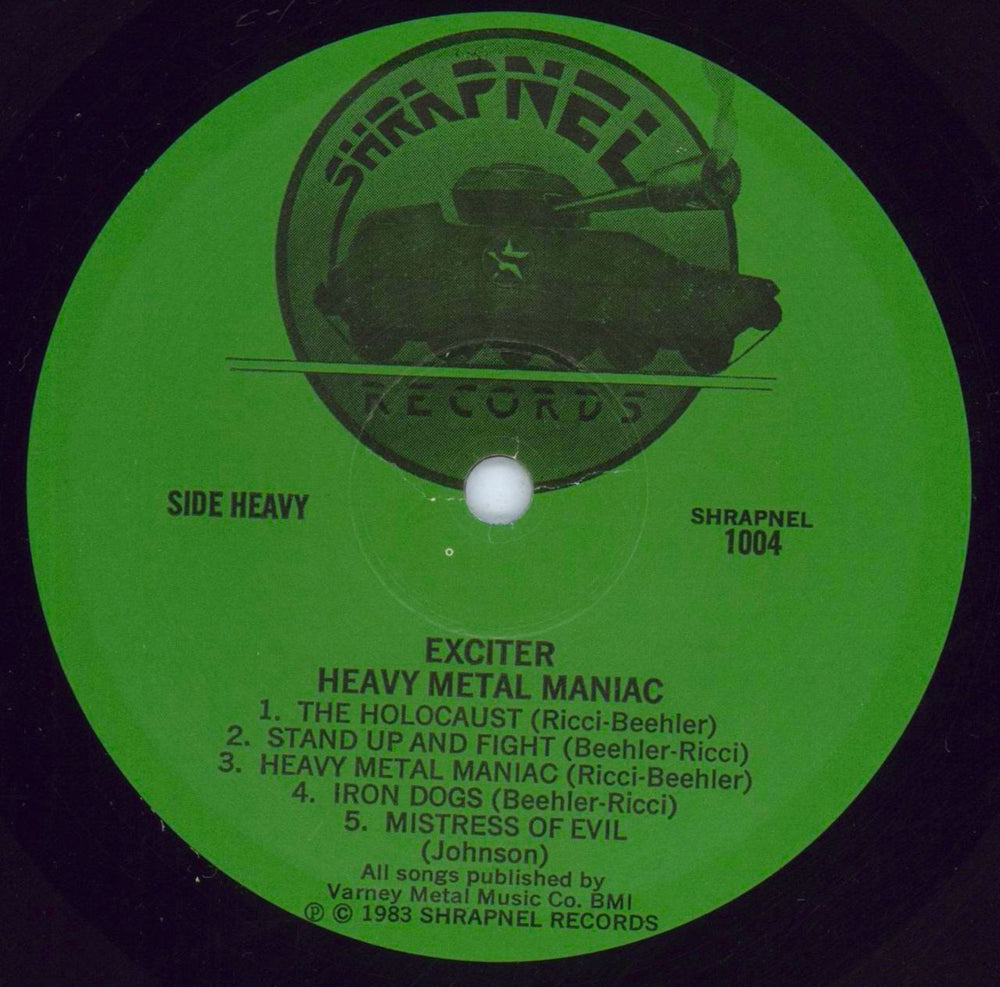 SHRAPNEL
RECORDS
SIDE HEAVY
SHRAPNEL
1004
EXCITER
HEAVY METAL MANIAC
1. THE HOLOCAUST (Ricci-Beehler)
2. STAND UP AND FIGHT (Beehler-Ricci)
3. HEAVY METAL MANIAC (Ricci-Beehler)
4. IRON DOGS (Beehler-Ricci)
5. MISTRESS OF EVIL
(Johnson)
All songs published by
Varney Metal Music Co. BMI
℗ © 1983 SHRAPNEL RECORDS